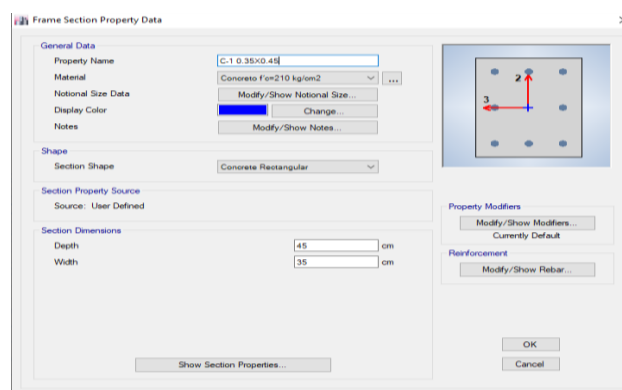 Frame Section Property Data
General Data
Property Name C-1 0.35X0.45
Material Concreto f'c=210 kg/cm2 ...
Notional Size Data Modify/Show Notional Size...
Display Color Change...
Notes Modify/Show Notes...
Shape
Section Shape Concrete Rectangular
Section Property Source
Source: User Defined
Section Dimensions
Depth 45 cm
Width 35 cm
Show Section Properties...
2
3
Property Modifiers
Modify/Show Modifiers...
Currently Default
Reinforcement
Modify/Show Rebar...
OK
Cancel